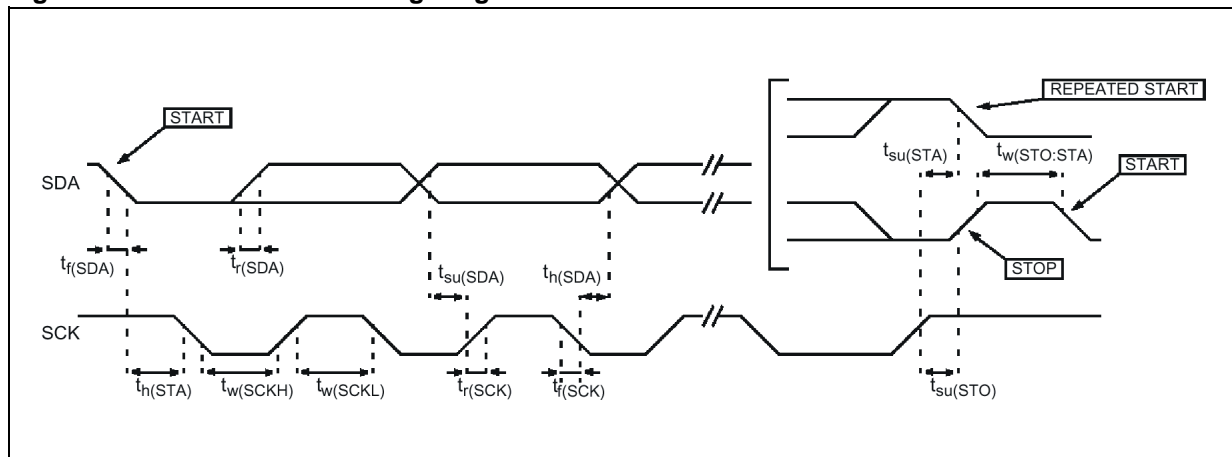 REPEATED START
START
tsu(STA)
tw(STO:STA)
START
SDA
tf(SDA)
tr(SDA)
STOP
tsu(SDA)
th(SDA)
SCK
th(STA)
tw(SCKH)
tw(SCKL)
tr(SCK)
tf(SCK)
tsu(STO)